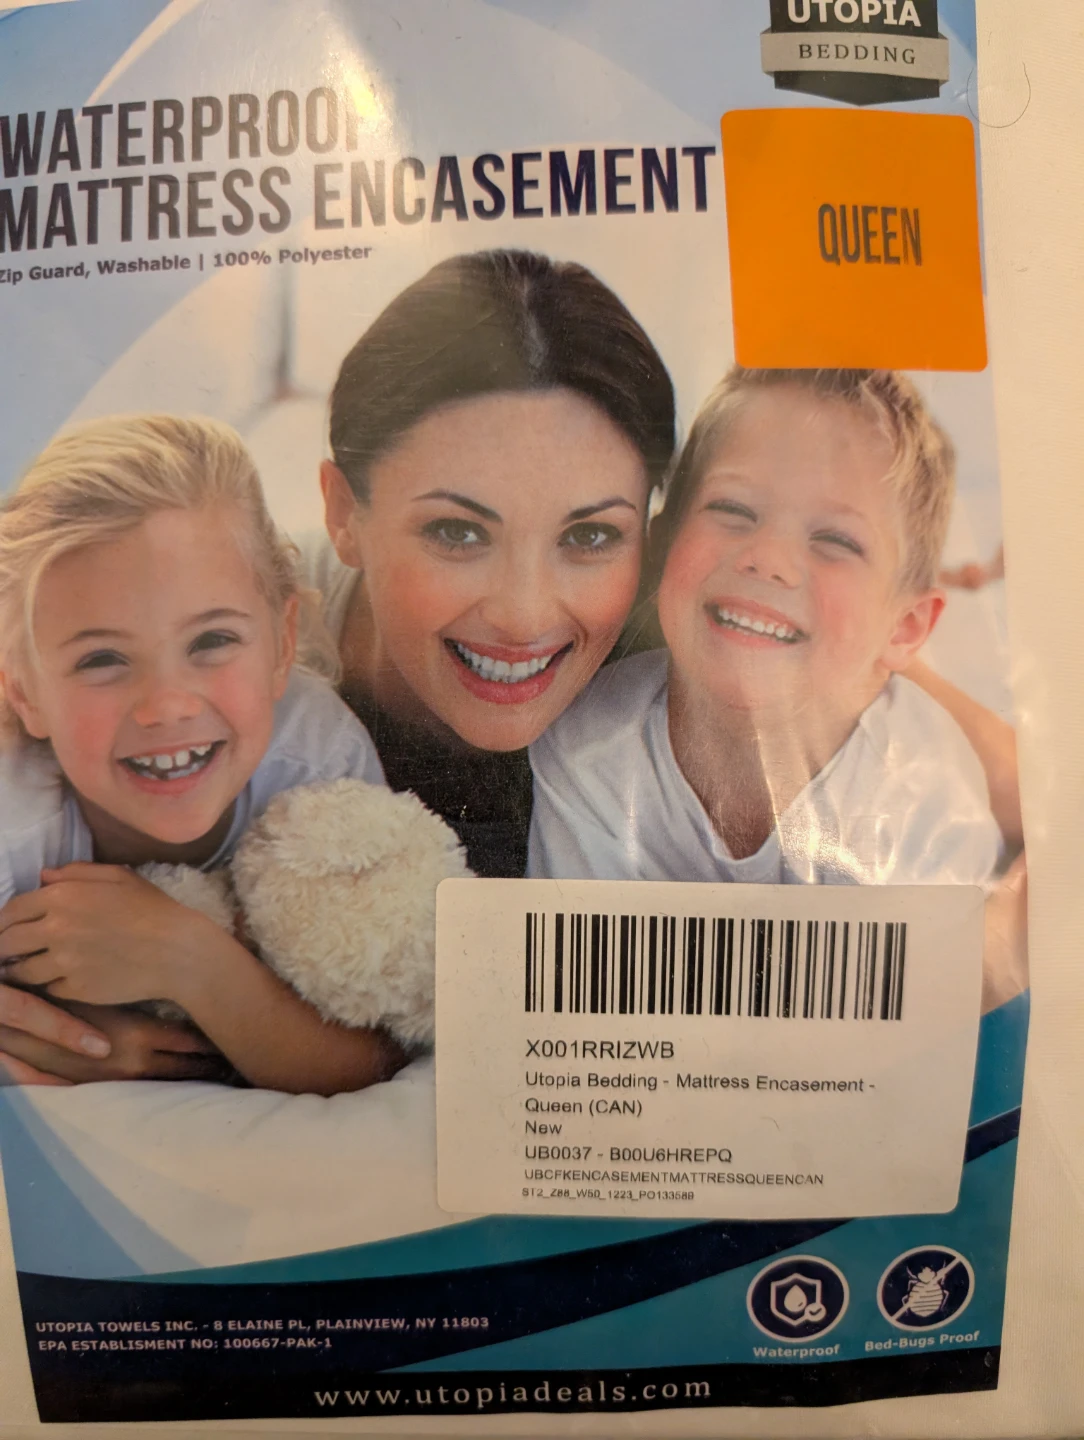 UTOPIA
BEDDING
WATERPROOF
MATTRESS ENCASEMENT
Zip Guard, Washable | 100% Polyester
QUEEN
X001RRIZWB
Utopia Bedding - Mattress Encasement -
Queen (CAN)
New
UB0037 - B00U6HREPQ
UBCFKENCASEMENTMATTRESSQUEENCAN
ST2_Z88_W50_1223_PO133589
UTOPIA TOWELS INC. - 8 ELAINE PL, PLAINVIEW, NY 11803
EPA ESTABLISMENT NO: 100667-PAK-1
Waterproof
Bed-Bugs Proof
www.utopiadeals.com